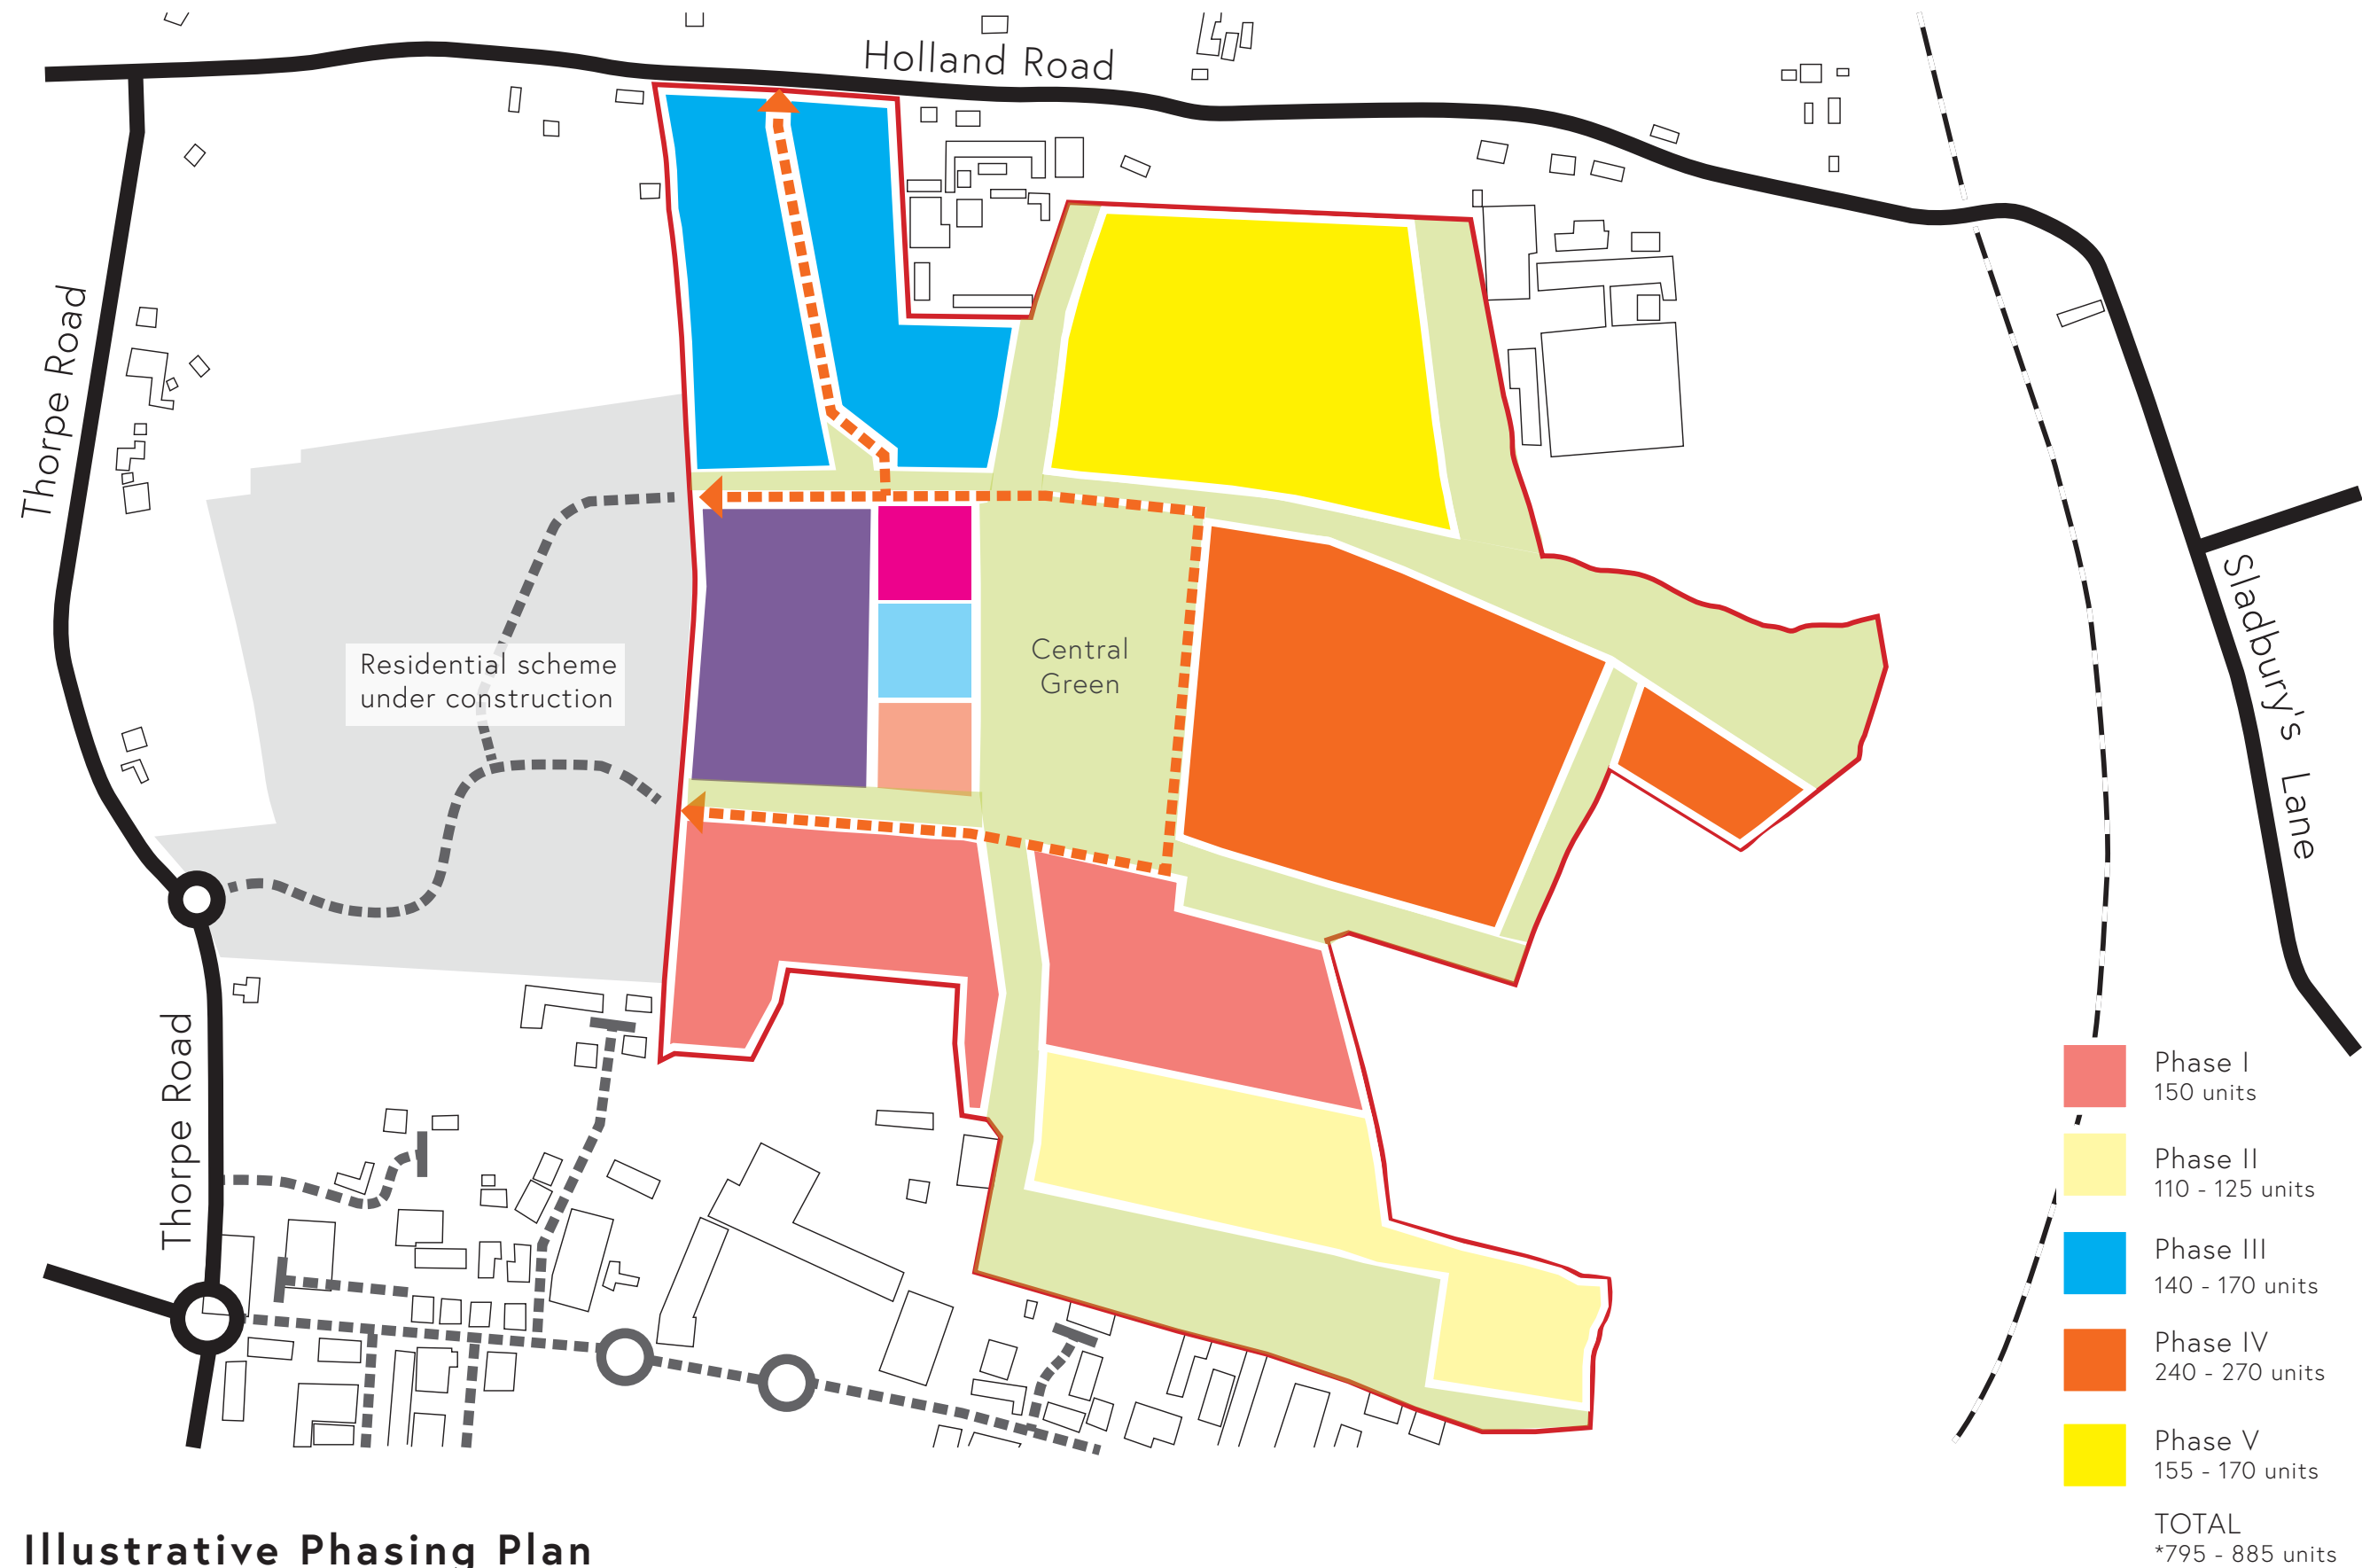 Holland Road
Thorpe Road
Residential scheme
under construction
Central
Green
Sladbury's Lane
Thorpe Road
Phase I
150 units
Phase II
110 - 125 units
Phase III
140 - 170 units
Phase IV
240 - 270 units
Phase V
155 - 170 units
TOTAL
*795 - 885 units
Illustrative Phasing Plan